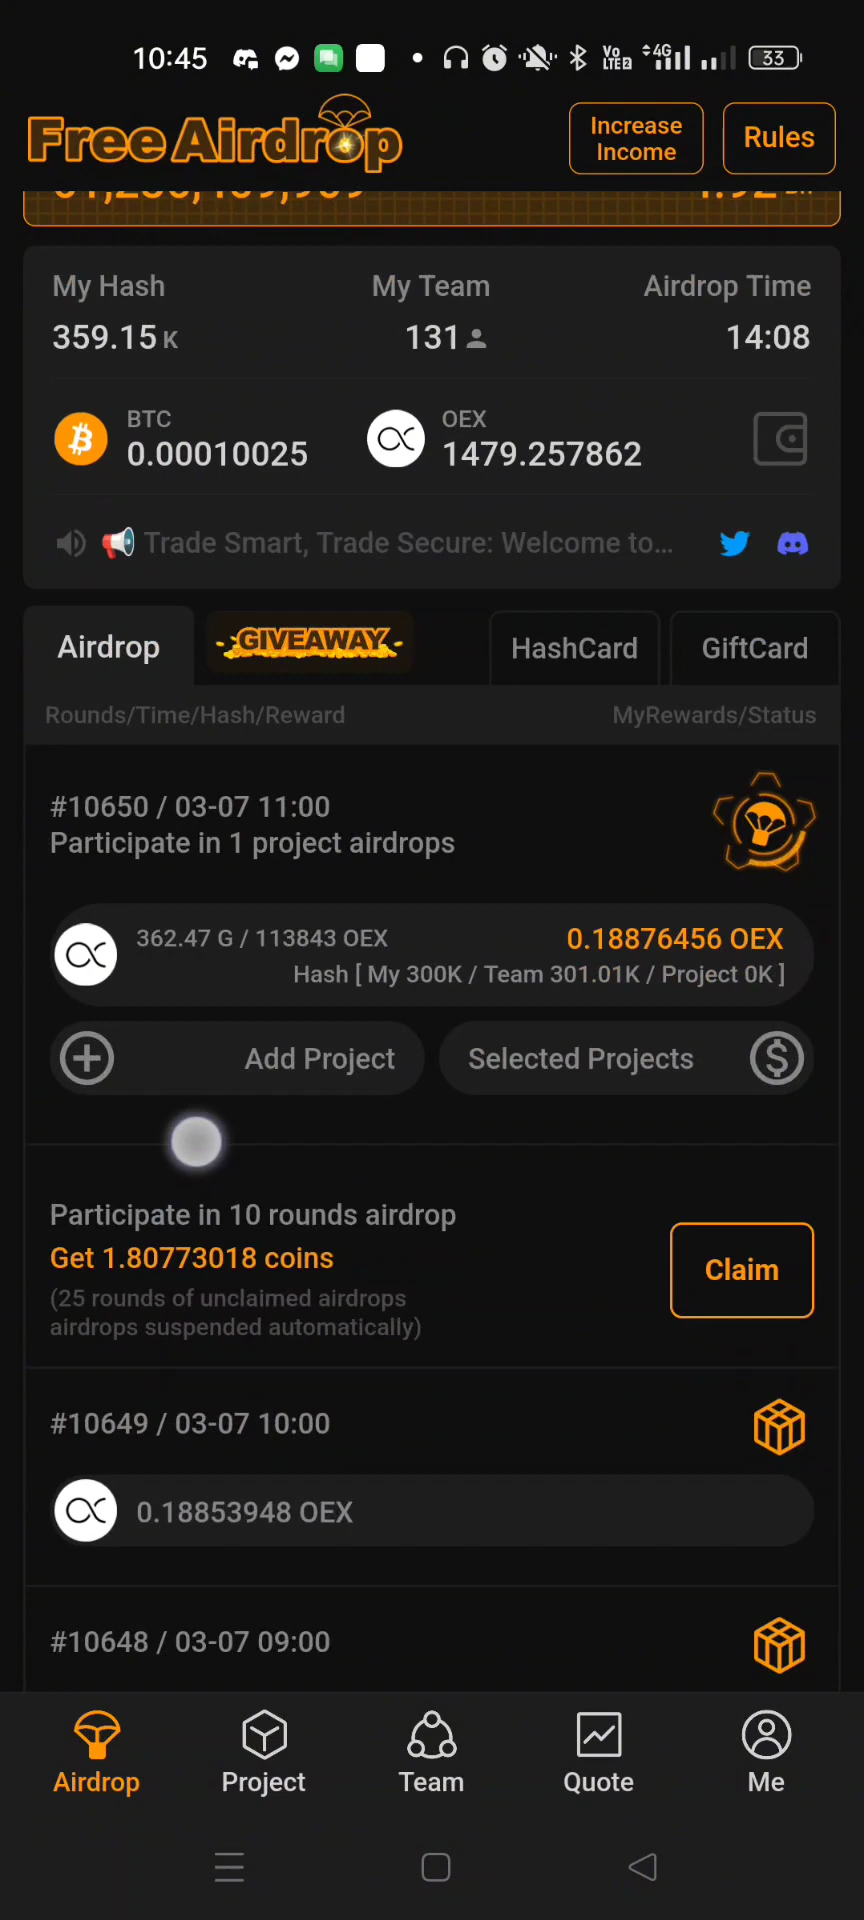 10:45
Vo
LTE2
4G
33
Free Airdrop
Increase
Income
Rules
My Hash
My Team
Airdrop Time
359.15 K
131
14:08
BTC
0.00010025
OEX
1479.257862
Trade Smart, Trade Secure: Welcome to...
Airdrop
GIVEAWAY
HashCard
GiftCard
Rounds/Time/Hash/Reward
MyRewards/Status
#10650 / 03-07 11:00
Participate in 1 project airdrops
362.47 G / 113843 OEX
0.18876456 OEX
Hash [ My 300K / Team 301.01K / Project 0K ]
Add Project
Selected Projects
Participate in 10 rounds airdrop
Get 1.80773018 coins
(25 rounds of unclaimed airdrops
airdrops suspended automatically)
Claim
#10649 / 03-07 10:00
0.18853948 OEX
#10648 / 03-07 09:00
Airdrop
Project
Team
Quote
Me